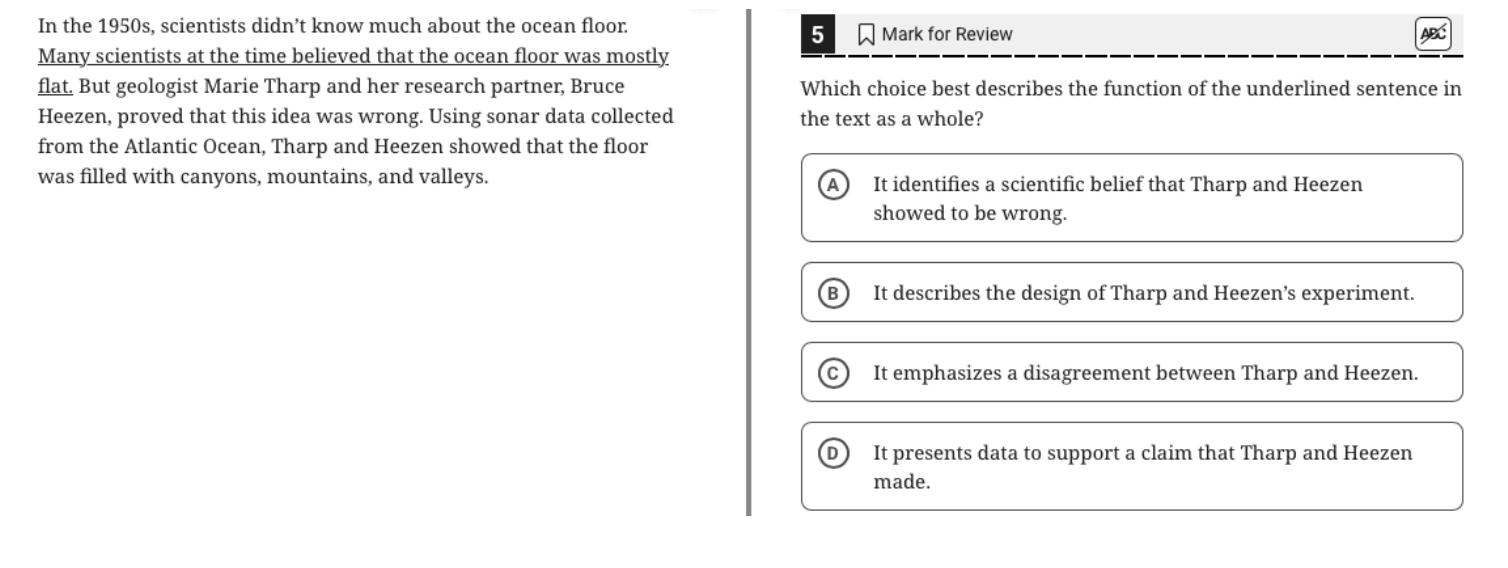 In the 1950s, scientists didn’t know much about the ocean floor.
Many scientists at the time believed that the ocean floor was mostly
flat. But geologist Marie Tharp and her research partner, Bruce
Heezen, proved that this idea was wrong. Using sonar data collected
from the Atlantic Ocean, Tharp and Heezen showed that the floor
was filled with canyons, mountains, and valleys.
5 Mark for Review ABC
Which choice best describes the function of the underlined sentence in
the text as a whole?
A It identifies a scientific belief that Tharp and Heezen
showed to be wrong.
B It describes the design of Tharp and Heezen’s experiment.
C It emphasizes a disagreement between Tharp and Heezen.
D It presents data to support a claim that Tharp and Heezen
made.